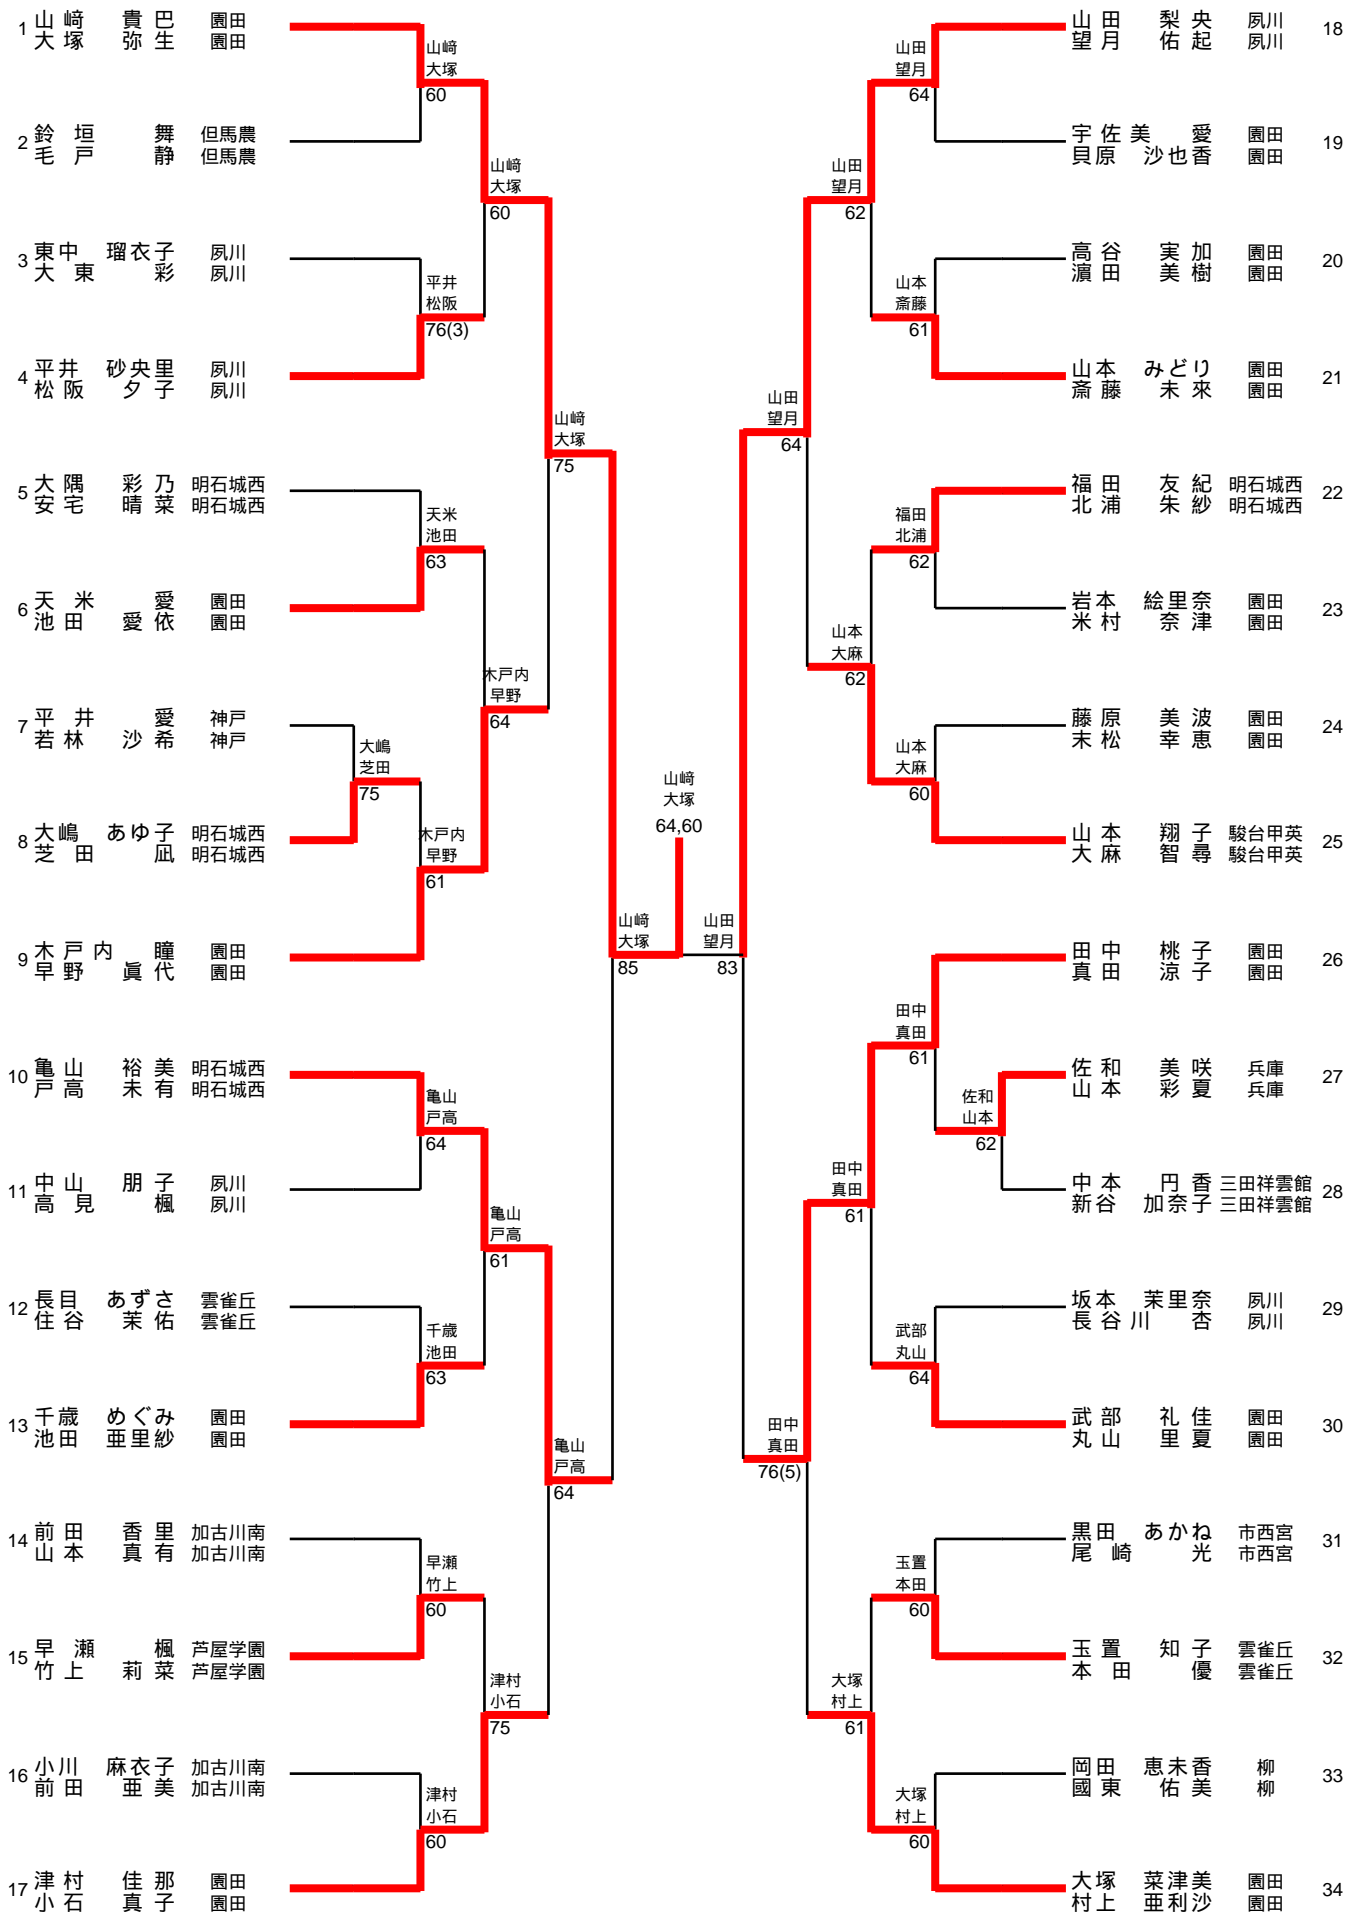 1 山﨑 貴巴 園田
大塚 弥生 園田
2 鈴垣 舞 但馬農
毛戸 静 但馬農
3 東中 瑠衣子 夙川
大東 彩 夙川
4 平井 砂央里 夙川
松阪 夕子 夙川
5 大隅 彩乃 明石城西
安宅 晴菜 明石城西
6 天米 愛 園田
池田 愛依 園田
7 平井 愛 神戸
若林 沙希 神戸
8 大嶋 あゆ子 明石城西
芝田 凪 明石城西
9 木戸内 瞳 園田
早野 眞代 園田
10 亀山 裕美 明石城西
戸高 未有 明石城西
11 中山 朋子 夙川
高見 楓 夙川
12 長目 あずさ 雲雀丘
住谷 茉佑 雲雀丘
13 千歳 めぐみ 園田
池田 亜里紗 園田
14 前田 香里 加古川南
山本 真有 加古川南
15 早瀬 楓 芦屋学園
竹上 莉菜 芦屋学園
16 小川 麻衣子 加古川南
前田 亜美 加古川南
17 津村 佳那 園田
小石 真子 園田
大嶋
芝田
75
山﨑
大塚
60
平井
松阪
76(3)
天米
池田
63
木戸内
早野
61
亀山
戸高
64
千歳
池田
63
早瀬
竹上
60
津村
小石
60
山﨑
大塚
60
木戸内
早野
64
亀山
戸高
61
津村
小石
75
山﨑
大塚
75
亀山
戸高
64
山﨑
大塚
85
山﨑
大塚
64,60
山田
望月
83
山田
望月
64
田中
真田
76(5)
山田
望月
62
山本
大麻
62
田中
真田
61
大塚
村上
61
山田
望月
64
山本
斎藤
61
福田
北浦
62
山本
大麻
60
田中
真田
61
武部
丸山
64
玉置
本田
60
大塚
村上
60
佐和
山本
62
山田 梨央 夙川 18
望月 佑起 夙川
宇佐美 愛 園田 19
貝原 沙也香 園田
高谷 実加 園田 20
濵田 美樹 園田
山本 みどり 園田 21
斎藤 未來 園田
福田 友紀 明石城西 22
北浦 朱紗 明石城西
岩本 絵里奈 園田 23
米村 奈津 園田
藤原 美波 園田 24
末松 幸恵 園田
山本 翔子 駿台甲英 25
大麻 智尋 駿台甲英
田中 桃子 園田 26
真田 涼子 園田
佐和 美咲 兵庫 27
山本 彩夏 兵庫
中本 円香 三田祥雲館 28
新谷 加奈子 三田祥雲館
坂本 茉里奈 夙川 29
長谷川 杏 夙川
武部 礼佳 園田 30
丸山 里夏 園田
黒田 あかね 市西宮 31
尾崎 光 市西宮
玉置 知子 雲雀丘 32
本田 優 雲雀丘
岡田 恵未香 柳 33
國東 佑美 柳
大塚 菜津美 園田 34
村上 亜利沙 園田